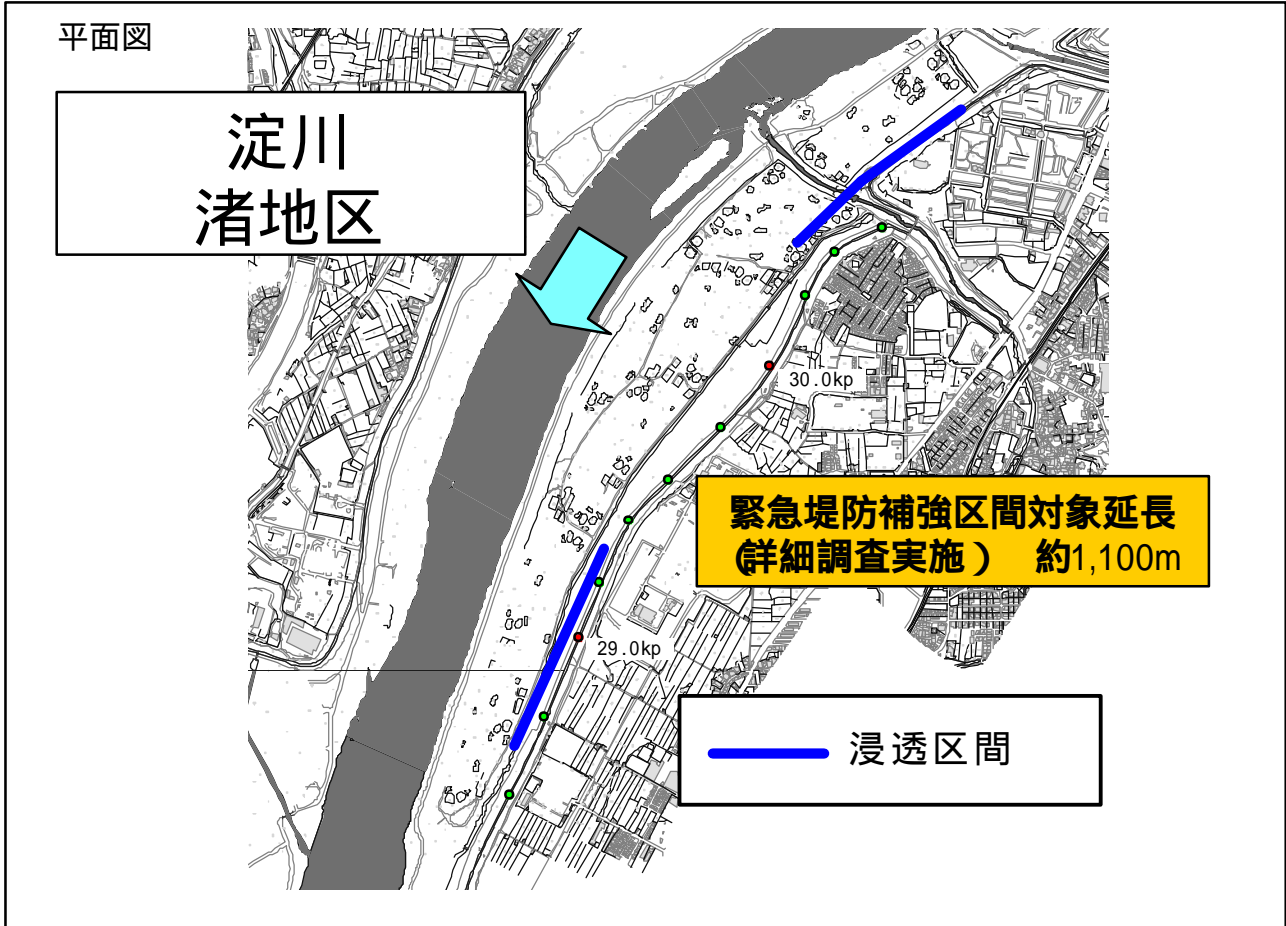 平面図
淀川
渚地区
30.0kp
緊急堤防補強区間対象延長
(詳細調査実施） 約1,100m
29.0kp
浸透区間